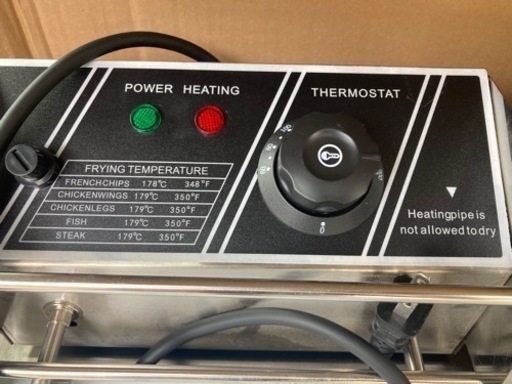 POWER HEATING
THERMOSTAT
FRYING TEMPERATURE
FRENCHCHIPS 178℃ 348°F
CHICKENWINGS 179℃ 350°F
CHICKENLEGS 179℃ 350°F
FISH 179℃ 350°F
STEAK 179℃ 350°F
Heatingpipe is
not allowed to dry